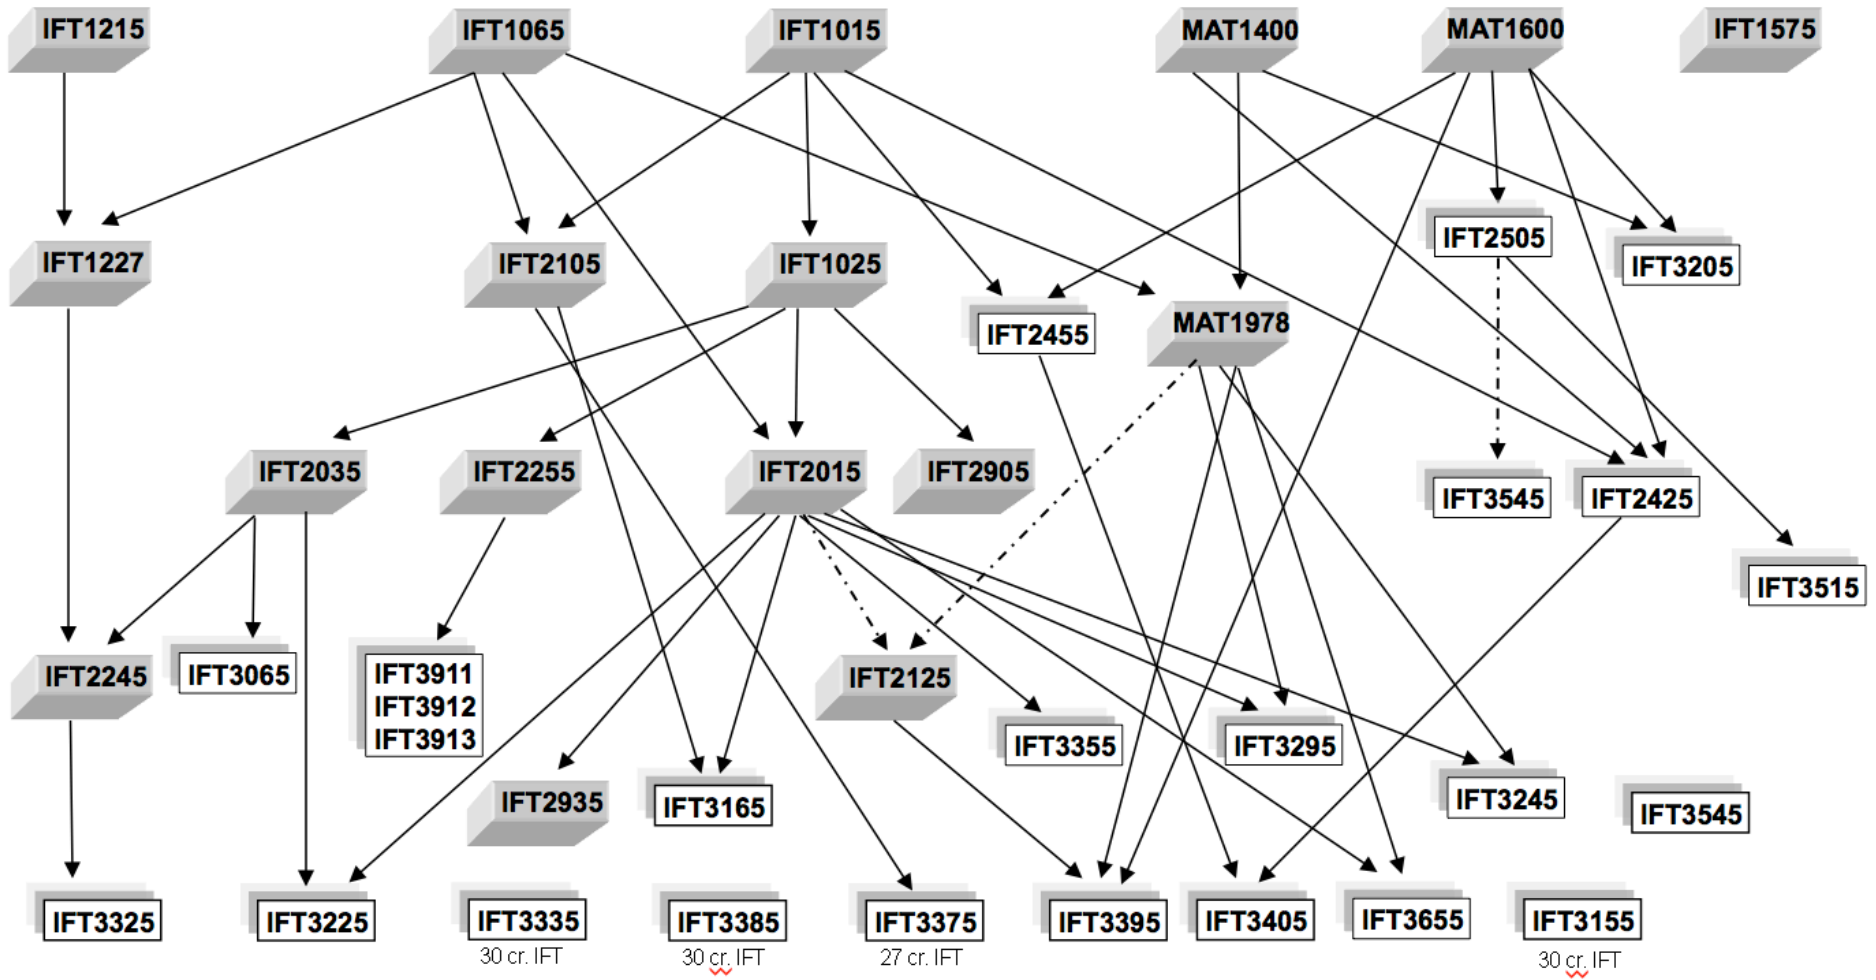 IFT1215
IFT1065
IFT1015
MAT1400
MAT1600
IFT1575
IFT2505
IFT3205
IFT1227
IFT2105
IFT1025
IFT2455
MAT1978
IFT2035
IFT2255
IFT2015
IFT2905
IFT3545
IFT2425
IFT3515
IFT2245
IFT3065
IFT3911
IFT3912
IFT3913
IFT2125
IFT3355
IFT3295
IFT2935
IFT3165
IFT3245
IFT3545
IFT3325
IFT3225
IFT3335
IFT3385
IFT3375
IFT3395
IFT3405
IFT3655
IFT3155
30 cr. IFT
30 cr. IFT
27 cr. IFT
30 cr. IFT